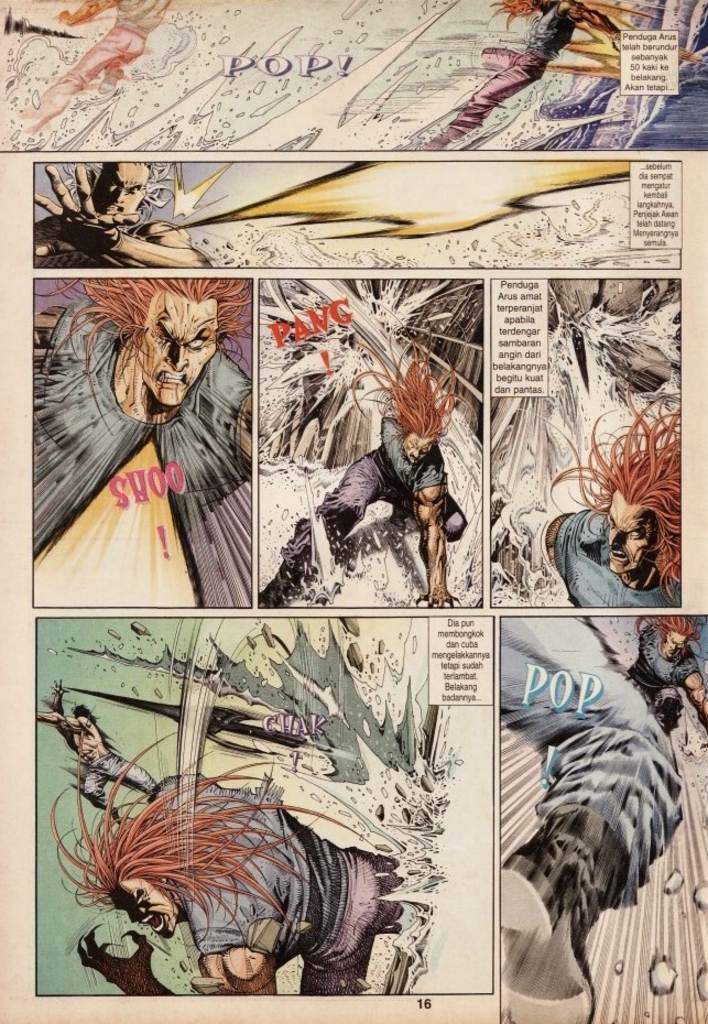 POP!
Penduga Arus
telah berundur
sebanyak
50 kaki ke
belakang.
Akan tetapi...
...sebelum
dia sempat
mengatur
kembali
langkahnya,
Penjejak Awan
telah datang
Menyerangnya
semula.
SHOO
!
PANG
!
Penduga
Arus amat
terperanjat
apabila
terdengar
sambaran
angin dari
belakangnya
begitu kuat
dan pantas.
Dia pun
membongkok
dan cuba
mengelakkannya
tetapi sudah
terlambat.
Belakang
badannya...
CHAK
!
POP
!
16